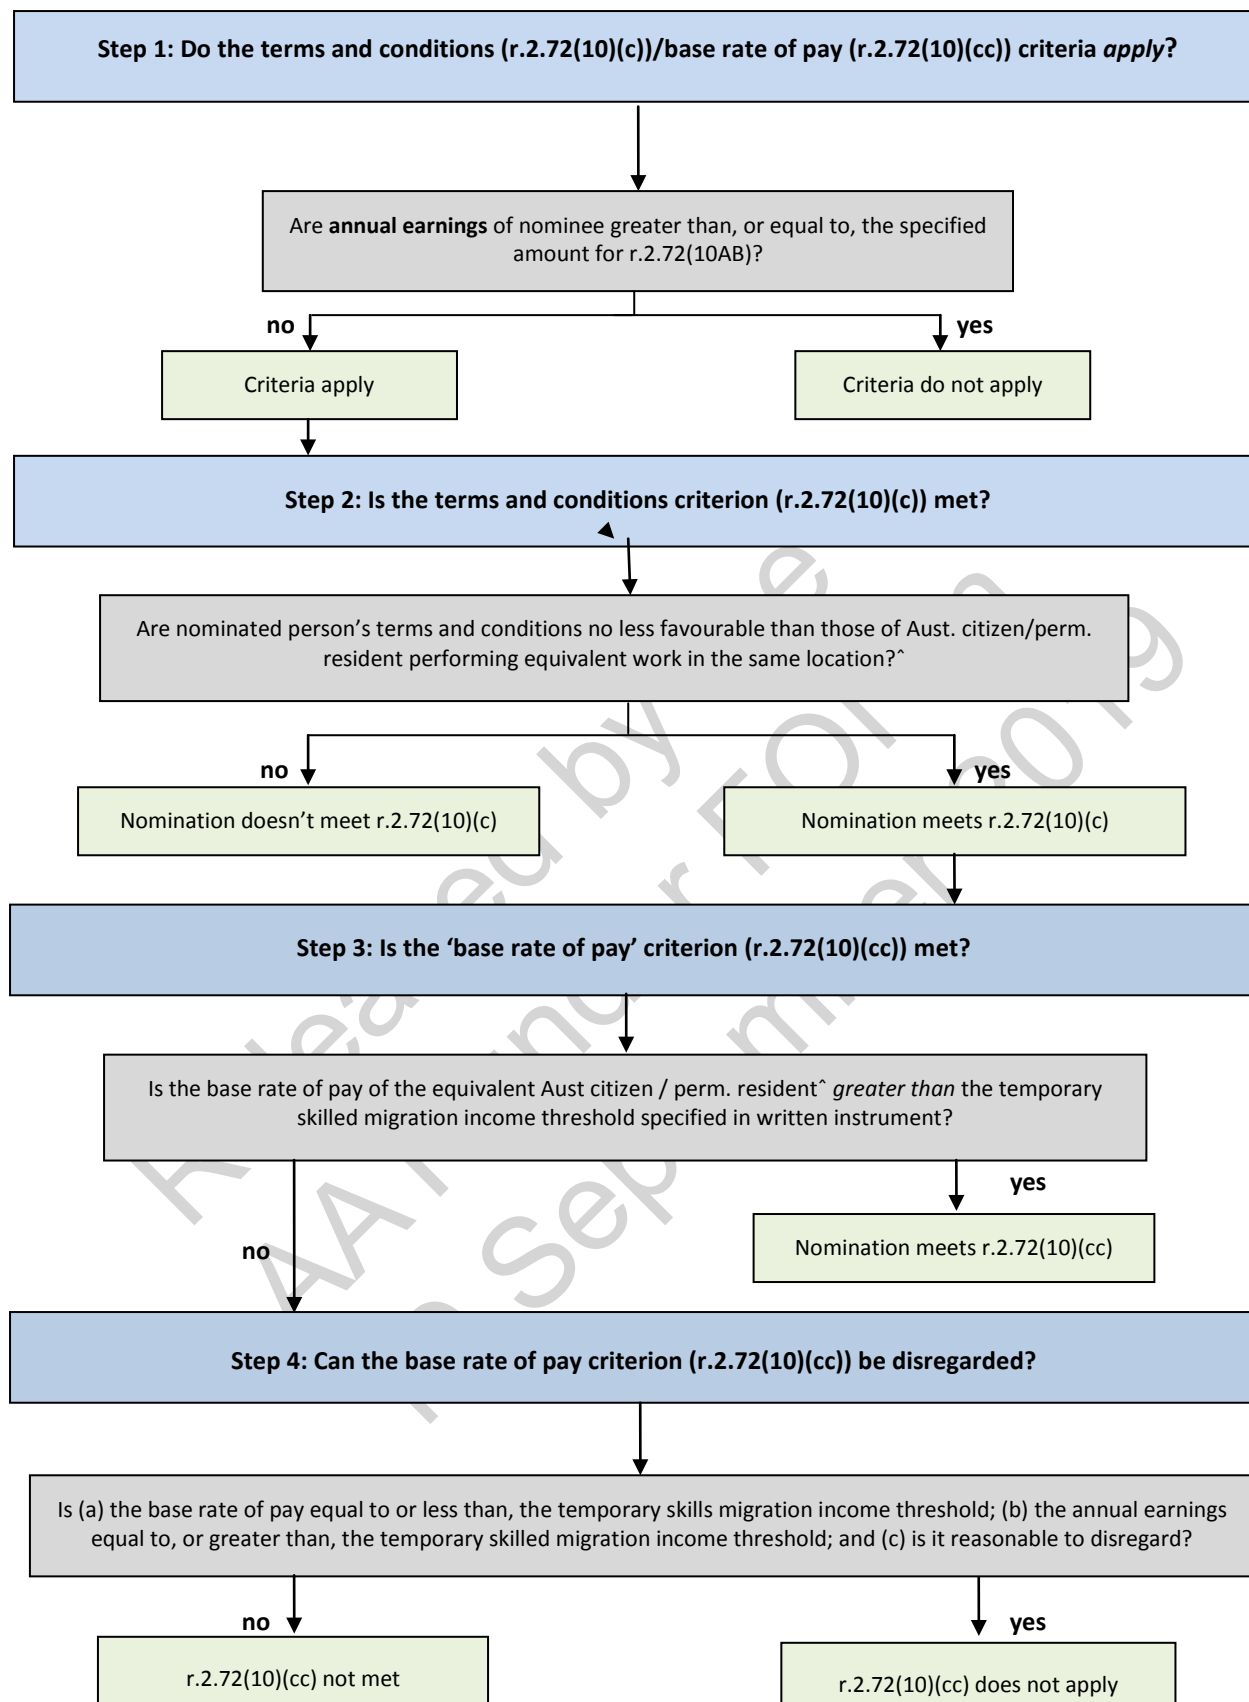 Step 1: Do the terms and conditions (r.2.72(10)(c))/base rate of pay (r.2.72(10)(cc)) criteria apply?
Are annual earnings of nominee greater than, or equal to, the specified
amount for r.2.72(10AB)?
no
yes
Criteria apply
Criteria do not apply
Step 2: Is the terms and conditions criterion (r.2.72(10)(c)) met?
Are nominated person’s terms and conditions no less favourable than those of Aust. citizen/perm.
resident performing equivalent work in the same location?ˆ
no
yes
Nomination doesn’t meet r.2.72(10)(c)
Nomination meets r.2.72(10)(c)
Step 3: Is the ‘base rate of pay’ criterion (r.2.72(10)(cc)) met?
Is the base rate of pay of the equivalent Aust citizen / perm. residentˆ greater than the temporary
skilled migration income threshold specified in written instrument?
yes
no
Nomination meets r.2.72(10)(cc)
Step 4: Can the base rate of pay criterion (r.2.72(10)(cc)) be disregarded?
Is (a) the base rate of pay equal to or less than, the temporary skills migration income threshold; (b) the annual earnings
equal to, or greater than, the temporary skilled migration income threshold; and (c) is it reasonable to disregard?
no
yes
r.2.72(10)(cc) not met
r.2.72(10)(cc) does not apply